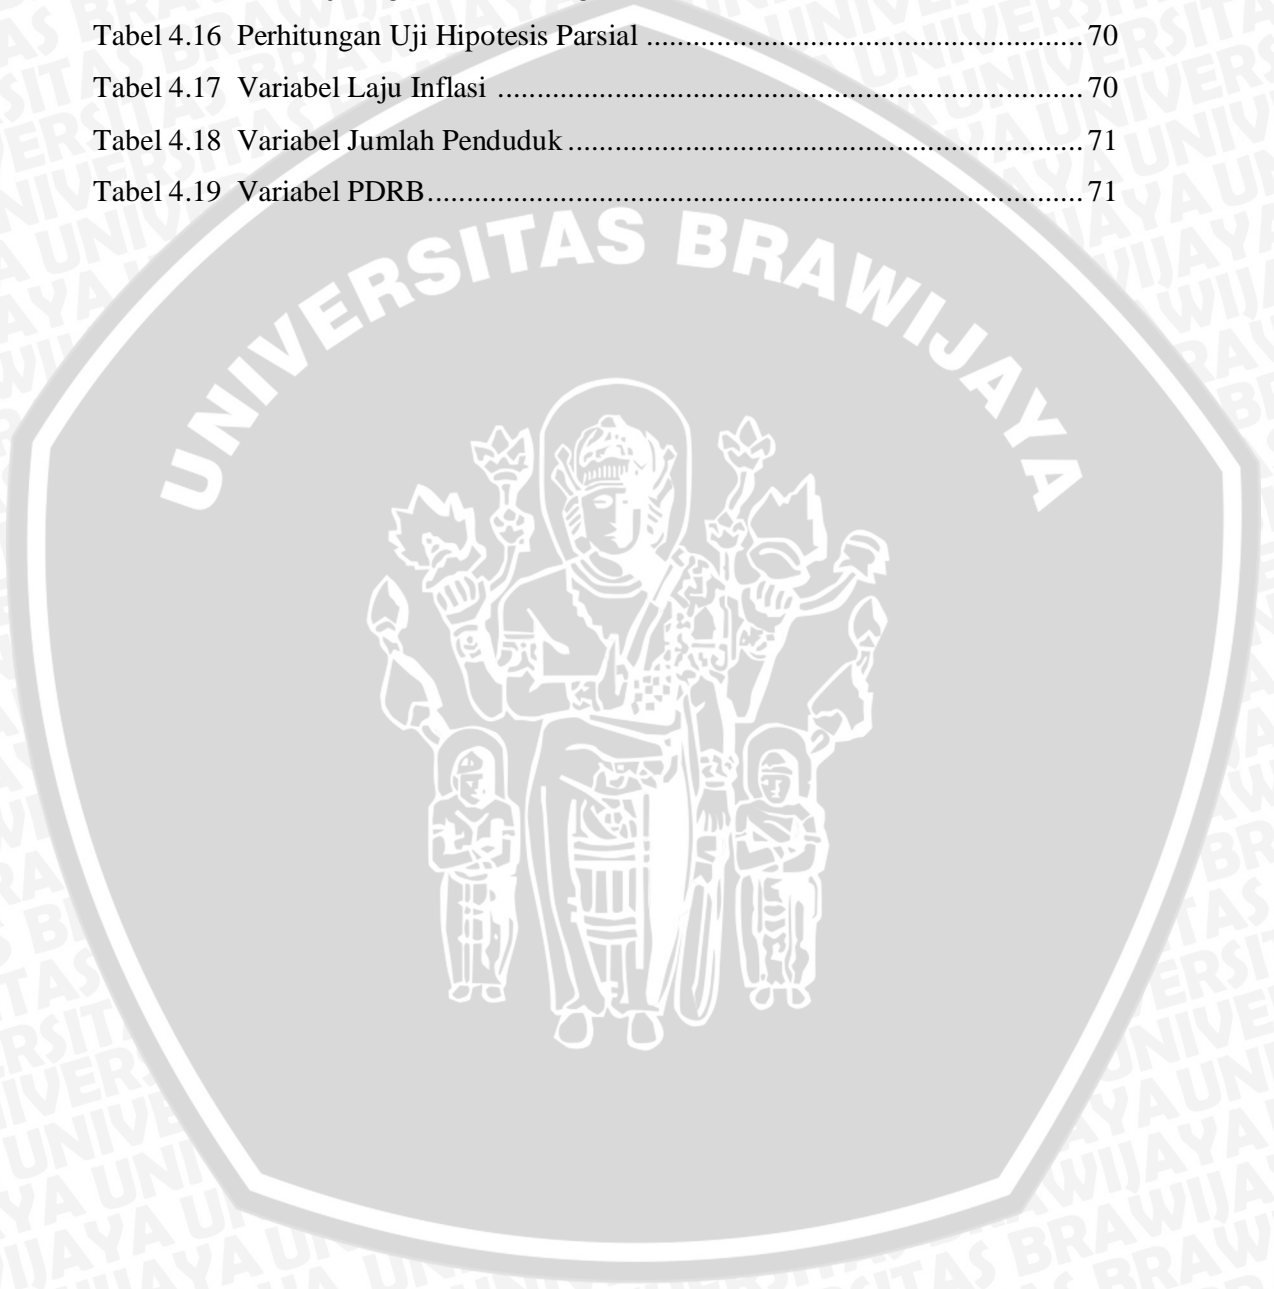 Tabel 4.16 Perhitungan Uji Hipotesis Parsial ........................................................ 70
Tabel 4.17 Variabel Laju Inflasi ........................................................................... 70
Tabel 4.18 Variabel Jumlah Penduduk .................................................................. 71
Tabel 4.19 Variabel PDRB.................................................................................... 71
UNIVERSITAS BRAWIJAYA